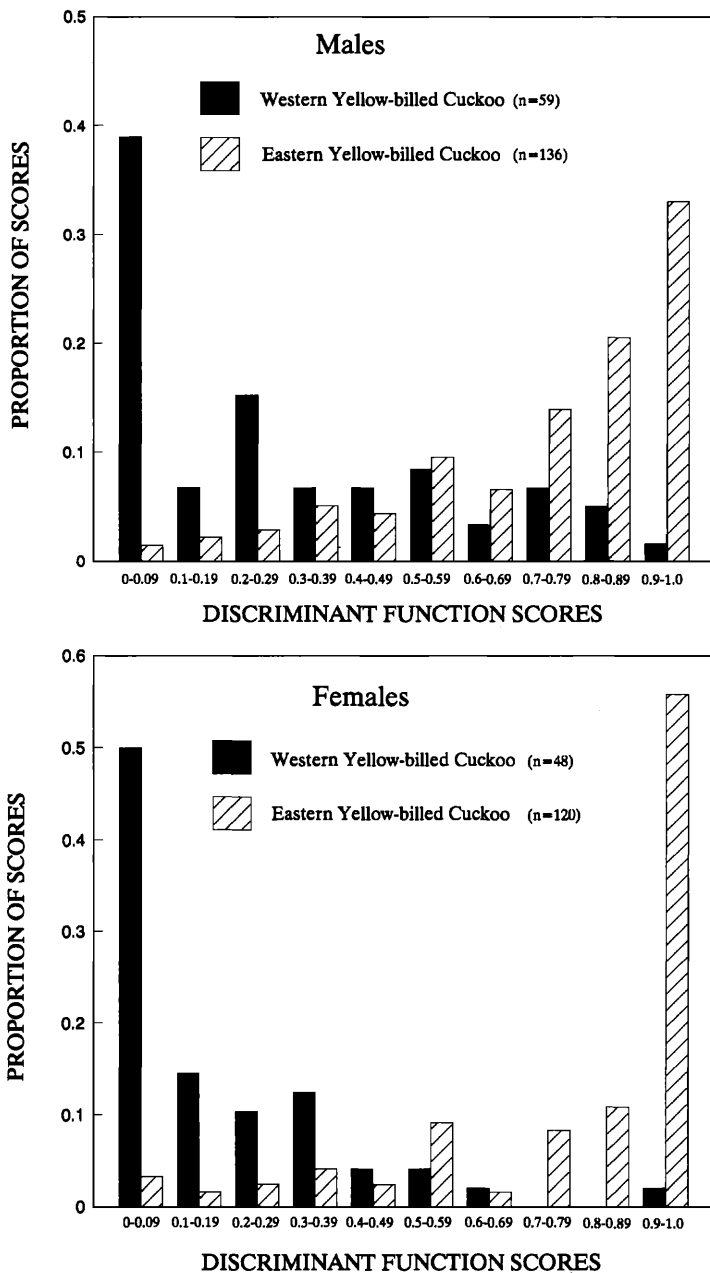 Males
Western Yellow-billed Cuckoo (n=59)
Eastern Yellow-billed Cuckoo (n=136)
PROPORTION OF SCORES
0.5
0.4
0.3
0.2
0.1
0
0-0.09 0.1-0.19 0.2-0.29 0.3-0.39 0.4-0.49 0.5-0.59 0.6-0.69 0.7-0.79 0.8-0.89 0.9-1.0
DISCRIMINANT FUNCTION SCORES
Females
Western Yellow-billed Cuckoo (n=48)
Eastern Yellow-billed Cuckoo (n=120)
PROPORTION OF SCORES
0.6
0.5
0.4
0.3
0.2
0.1
0
0-0.09 0.1-0.19 0.2-0.29 0.3-0.39 0.4-0.49 0.5-0.59 0.6-0.69 0.7-0.79 0.8-0.89 0.9-1.0
DISCRIMINANT FUNCTION SCORES